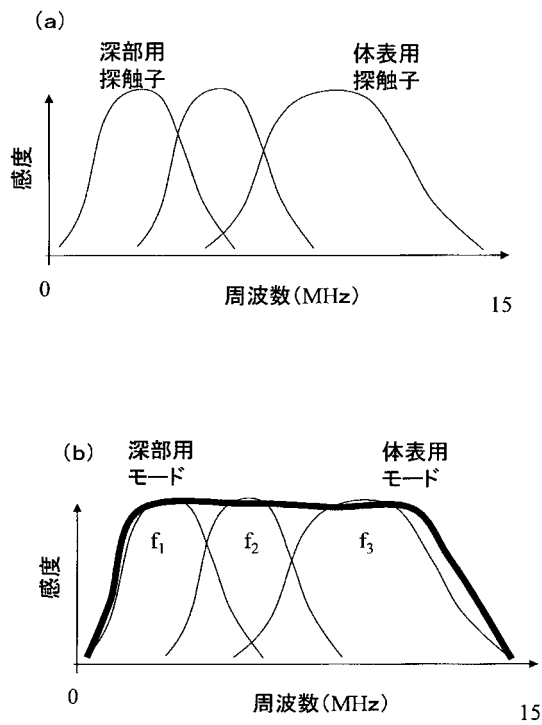 (a)
深部用
探触子
体表用
探触子
感度
0
周波数(MHz)
15
(b)
深部用
モード
体表用
モード
f1
f2
f3
感度
0
周波数(MHz)
15